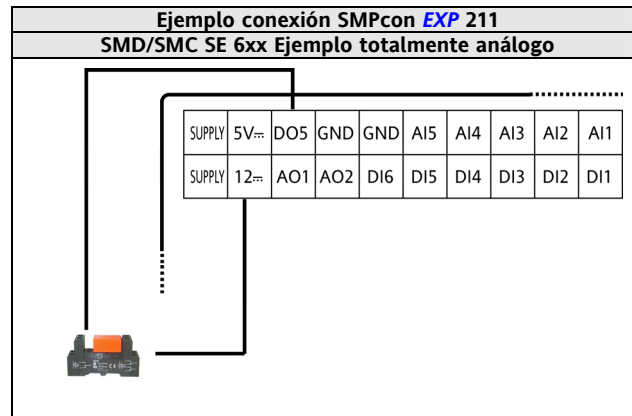 Ejemplo conexión SMPcon EXP 211
SMD/SMC SE 6xx Ejemplo totalmente análogo
SUPPLY 5V⎓ DO5 GND GND AI5 AI4 AI3 AI2 AI1
SUPPLY 12⎓ AO1 AO2 DI6 DI5 DI4 DI3 DI2 DI1